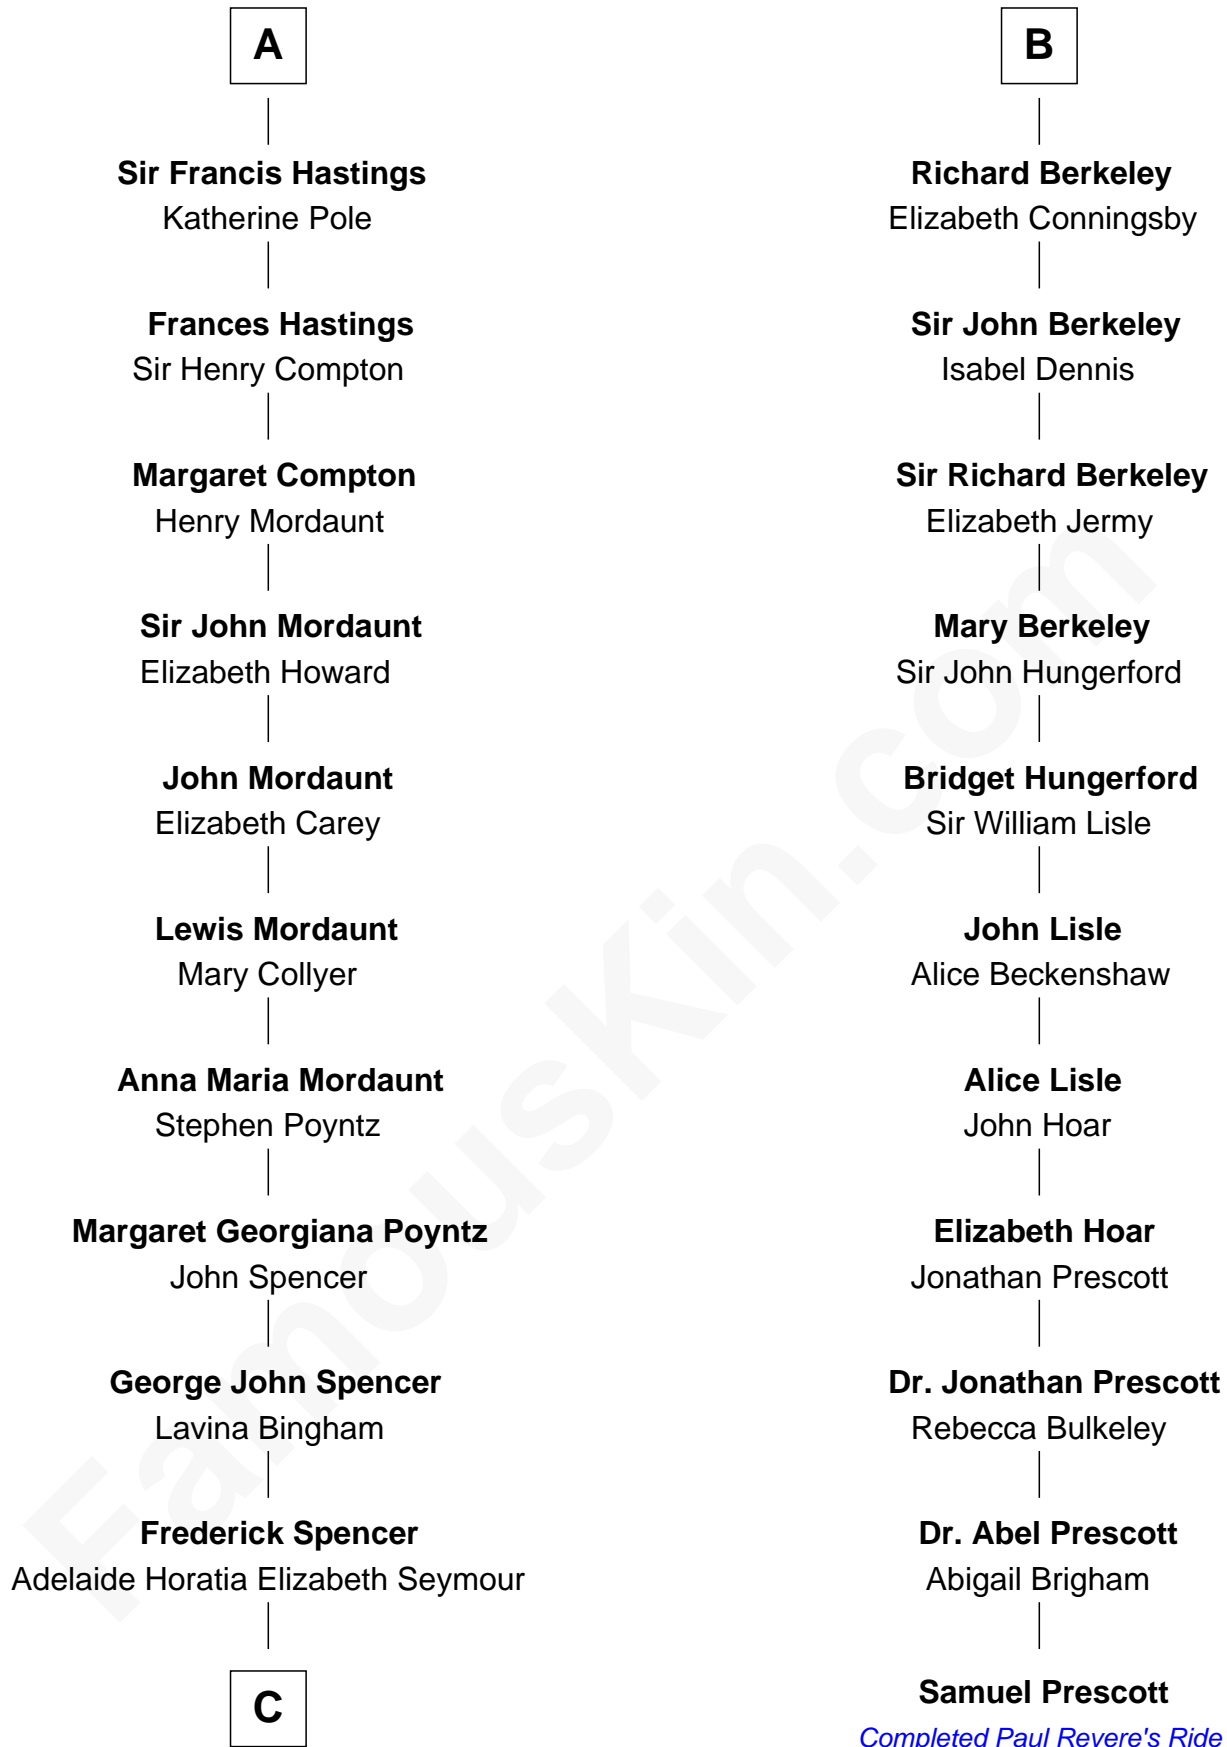 A
Sir Francis Hastings
Katherine Pole
Frances Hastings
Sir Henry Compton
Margaret Compton
Henry Mordaunt
Sir John Mordaunt
Elizabeth Howard
John Mordaunt
Elizabeth Carey
Lewis Mordaunt
Mary Collyer
Anna Maria Mordaunt
Stephen Poyntz
Margaret Georgiana Poyntz
John Spencer
George John Spencer
Lavina Bingham
Frederick Spencer
Adelaide Horatia Elizabeth Seymour
C
B
Richard Berkeley
Elizabeth Conningsby
Sir John Berkeley
Isabel Dennis
Sir Richard Berkeley
Elizabeth Jermy
Mary Berkeley
Sir John Hungerford
Bridget Hungerford
Sir William Lisle
John Lisle
Alice Beckenshaw
Alice Lisle
John Hoar
Elizabeth Hoar
Jonathan Prescott
Dr. Jonathan Prescott
Rebecca Bulkeley
Dr. Abel Prescott
Abigail Brigham
Samuel Prescott
Completed Paul Revere's Ride
FamousKin.com